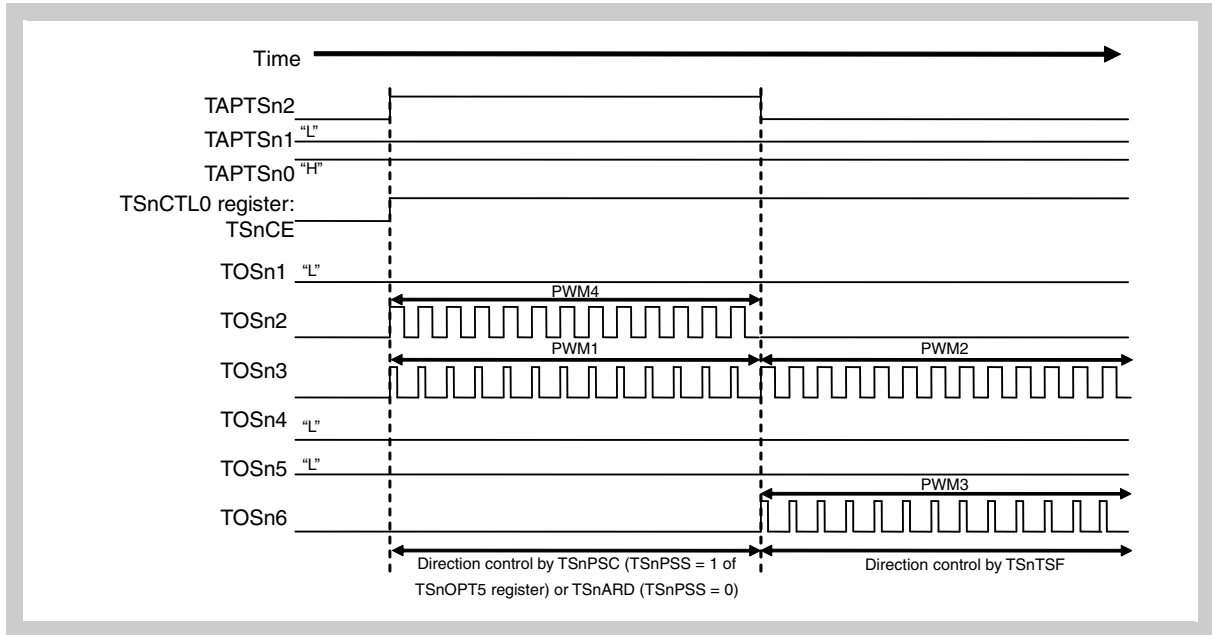 Time
TAPTSn2
TAPTSn1 “L”
TAPTSn0 “H”
TSnCTL0 register:
TSnCE
TOSn1 “L”
PWM4
TOSn2
PWM1 PWM2
TOSn3
TOSn4 “L”
TOSn5 “L”
PWM3
TOSn6
Direction control by TSnPSC (TSnPSS = 1 of
TSnOPT5 register) or TSnARD (TSnPSS = 0)
Direction control by TSnTSF